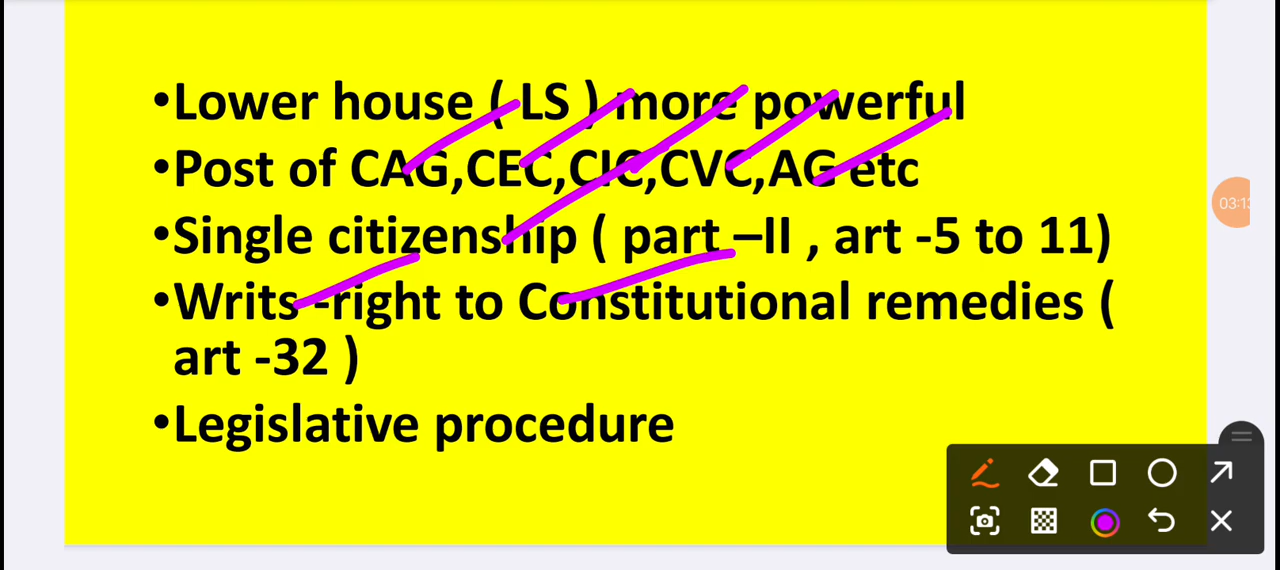 •Lower house ( LS ) more powerful
•Post of CAG,CEC,CIC,CVC,AG etc
•Single citizenship ( part –II , art -5 to 11)
•Writs -right to Constitutional remedies (
art -32 )
•Legislative procedure